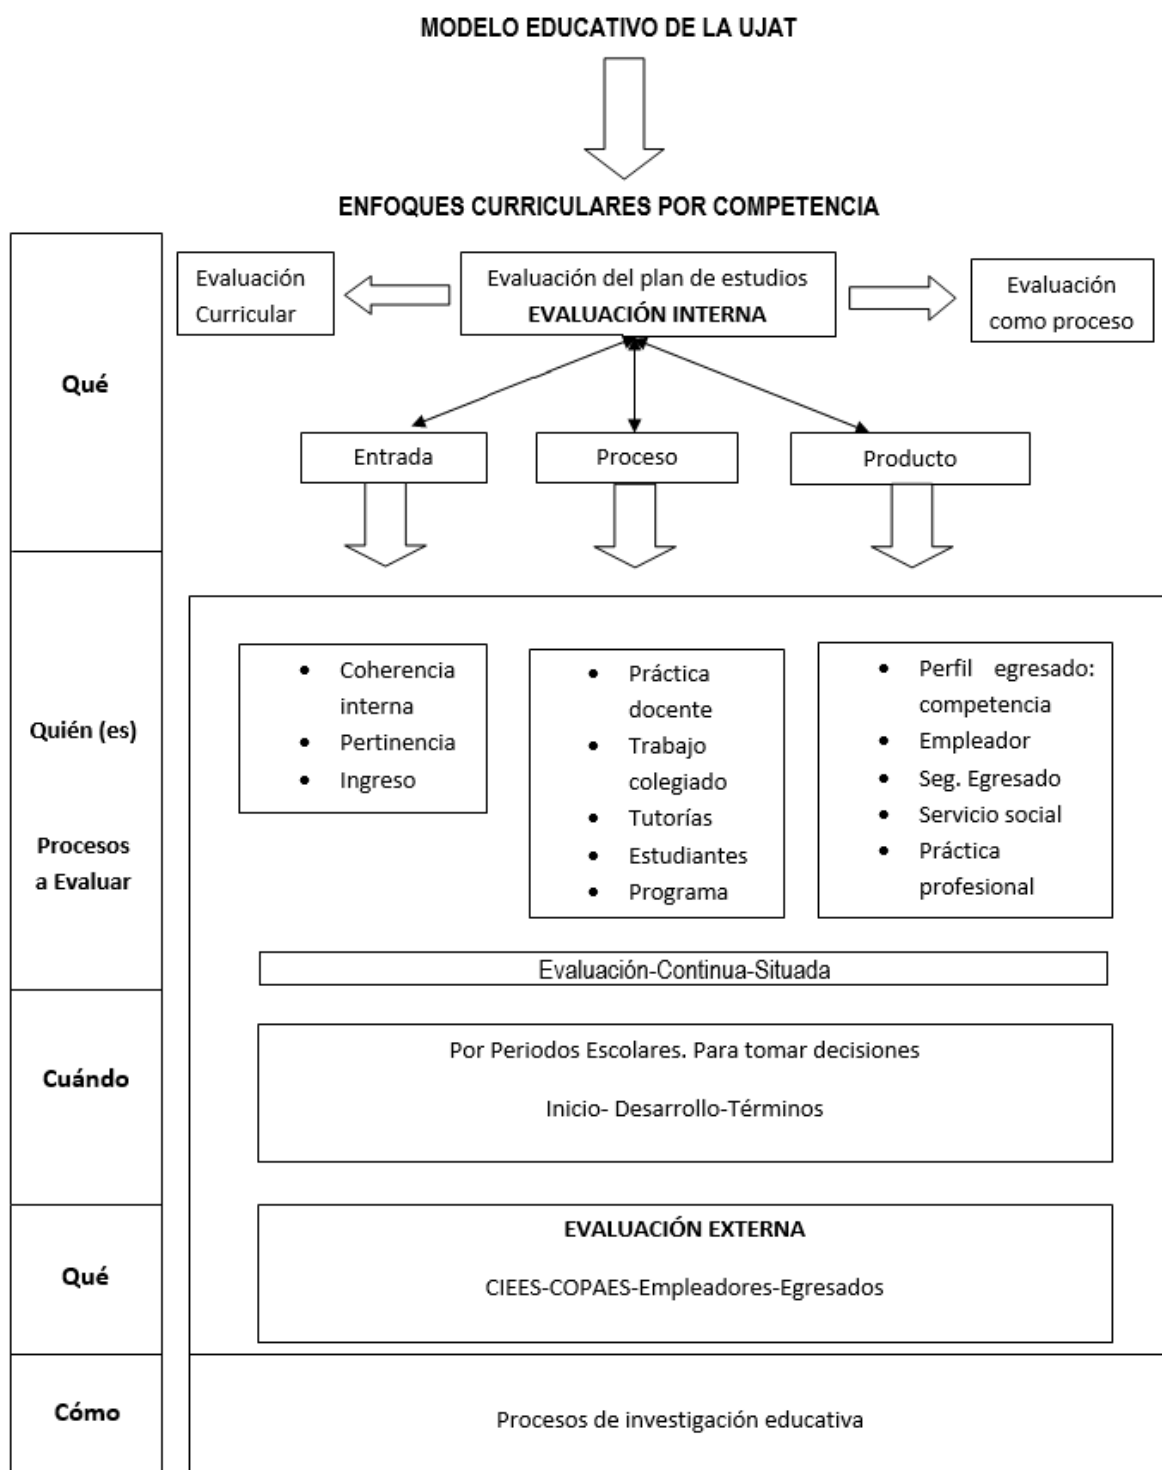 MODELO EDUCATIVO DE LA UJAT
ENFOQUES CURRICULARES POR COMPETENCIA
Qué
Evaluación
Curricular
Evaluación del plan de estudios
EVALUACIÓN INTERNA
Evaluación
como proceso
Entrada
Proceso
Producto
Quién (es)
Procesos
a Evaluar
• Coherencia
interna
• Pertinencia
• Ingreso
• Práctica
docente
• Trabajo
colegiado
• Tutorías
• Estudiantes
• Programa
• Perfil egresado:
competencia
• Empleador
• Seg. Egresado
• Servicio social
• Práctica
profesional
Evaluación-Continua-Situada
Cuándo
Por Periodos Escolares. Para tomar decisiones
Inicio- Desarrollo-Términos
Qué
EVALUACIÓN EXTERNA
CIEES-COPAES-Empleadores-Egresados
Cómo
Procesos de investigación educativa